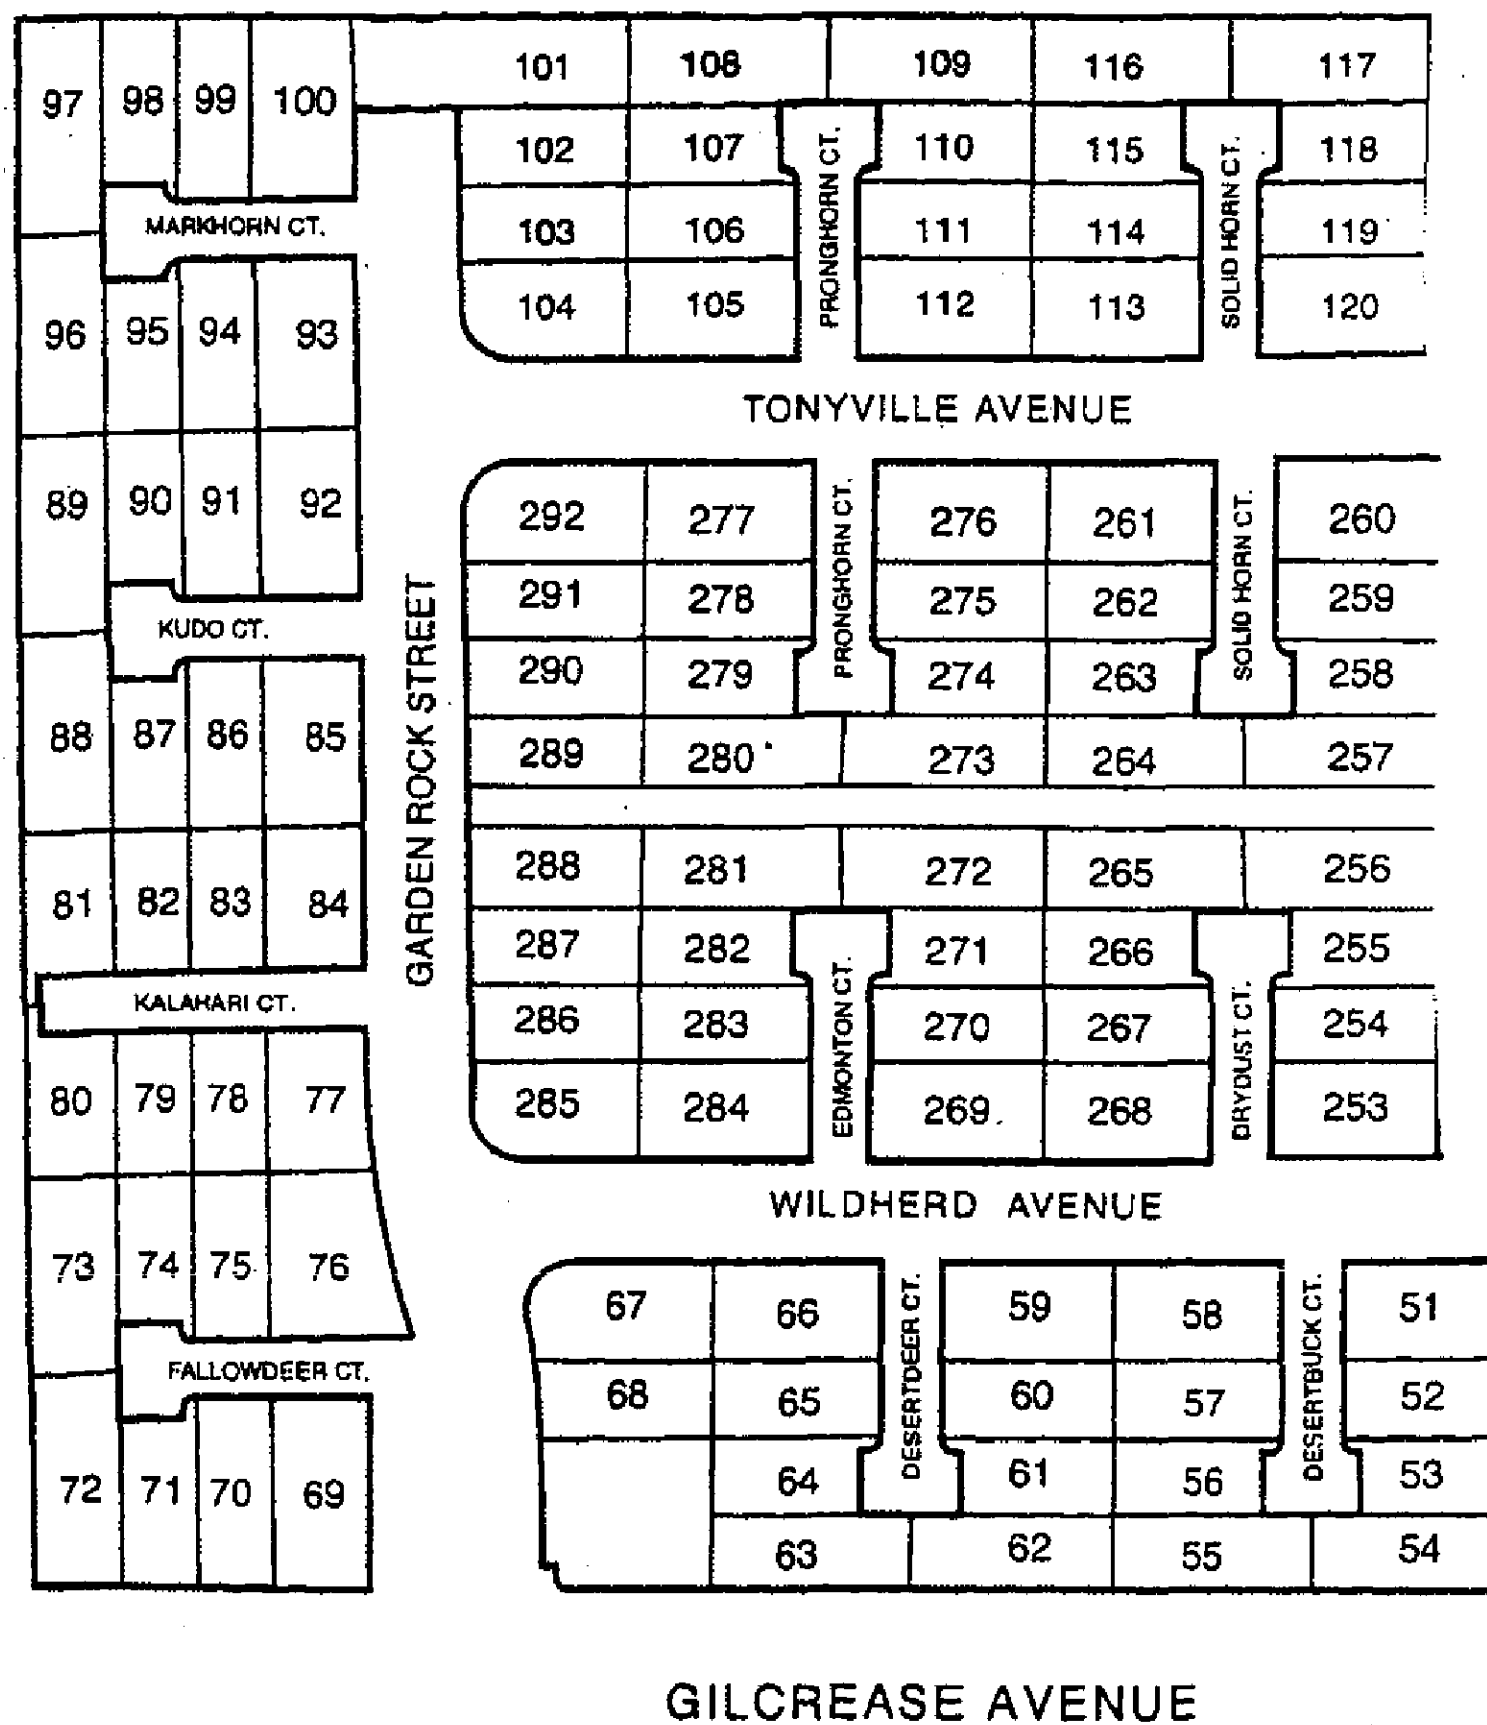 97 98 99 100 101 108 109 116 117
102 107 110 115 118
MARKHORN CT.
103 106 111 114 119
104 105 112 113 120
PRONGHORN CT.
SOLID HORN CT.
96 95 94 93
TONYVILLE AVENUE
89 90 91 92
292 277 276 261 260
291 278 275 262 259
PRONGHORN CT.
SOLID HORN CT.
KUDO CT.
290 279 274 263 258
88 87 86 85
289 280 273 264 257
GARDEN ROCK STREET
81 82 83 84
288 281 272 265 256
287 282 271 266 255
KALAHARI CT.
286 283 270 267 254
EDMONTON CT.
DRYDUST CT.
80 79 78 77
285 284 269 268 253
WILDHERD AVENUE
73 74 75 76
67 66 59 58 51
FALLOWDEER CT.
68 65 60 57 52
DESERTDEER CT.
DESERTBUCK CT.
72 71 70 69
64 61 56 53
63 62 55 54
GILCREASE AVENUE